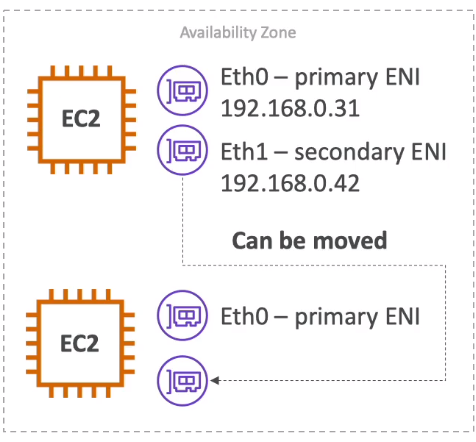 Availability Zone
EC2
Eth0 – primary ENI
192.168.0.31
Eth1 – secondary ENI
192.168.0.42
Can be moved
EC2
Eth0 – primary ENI